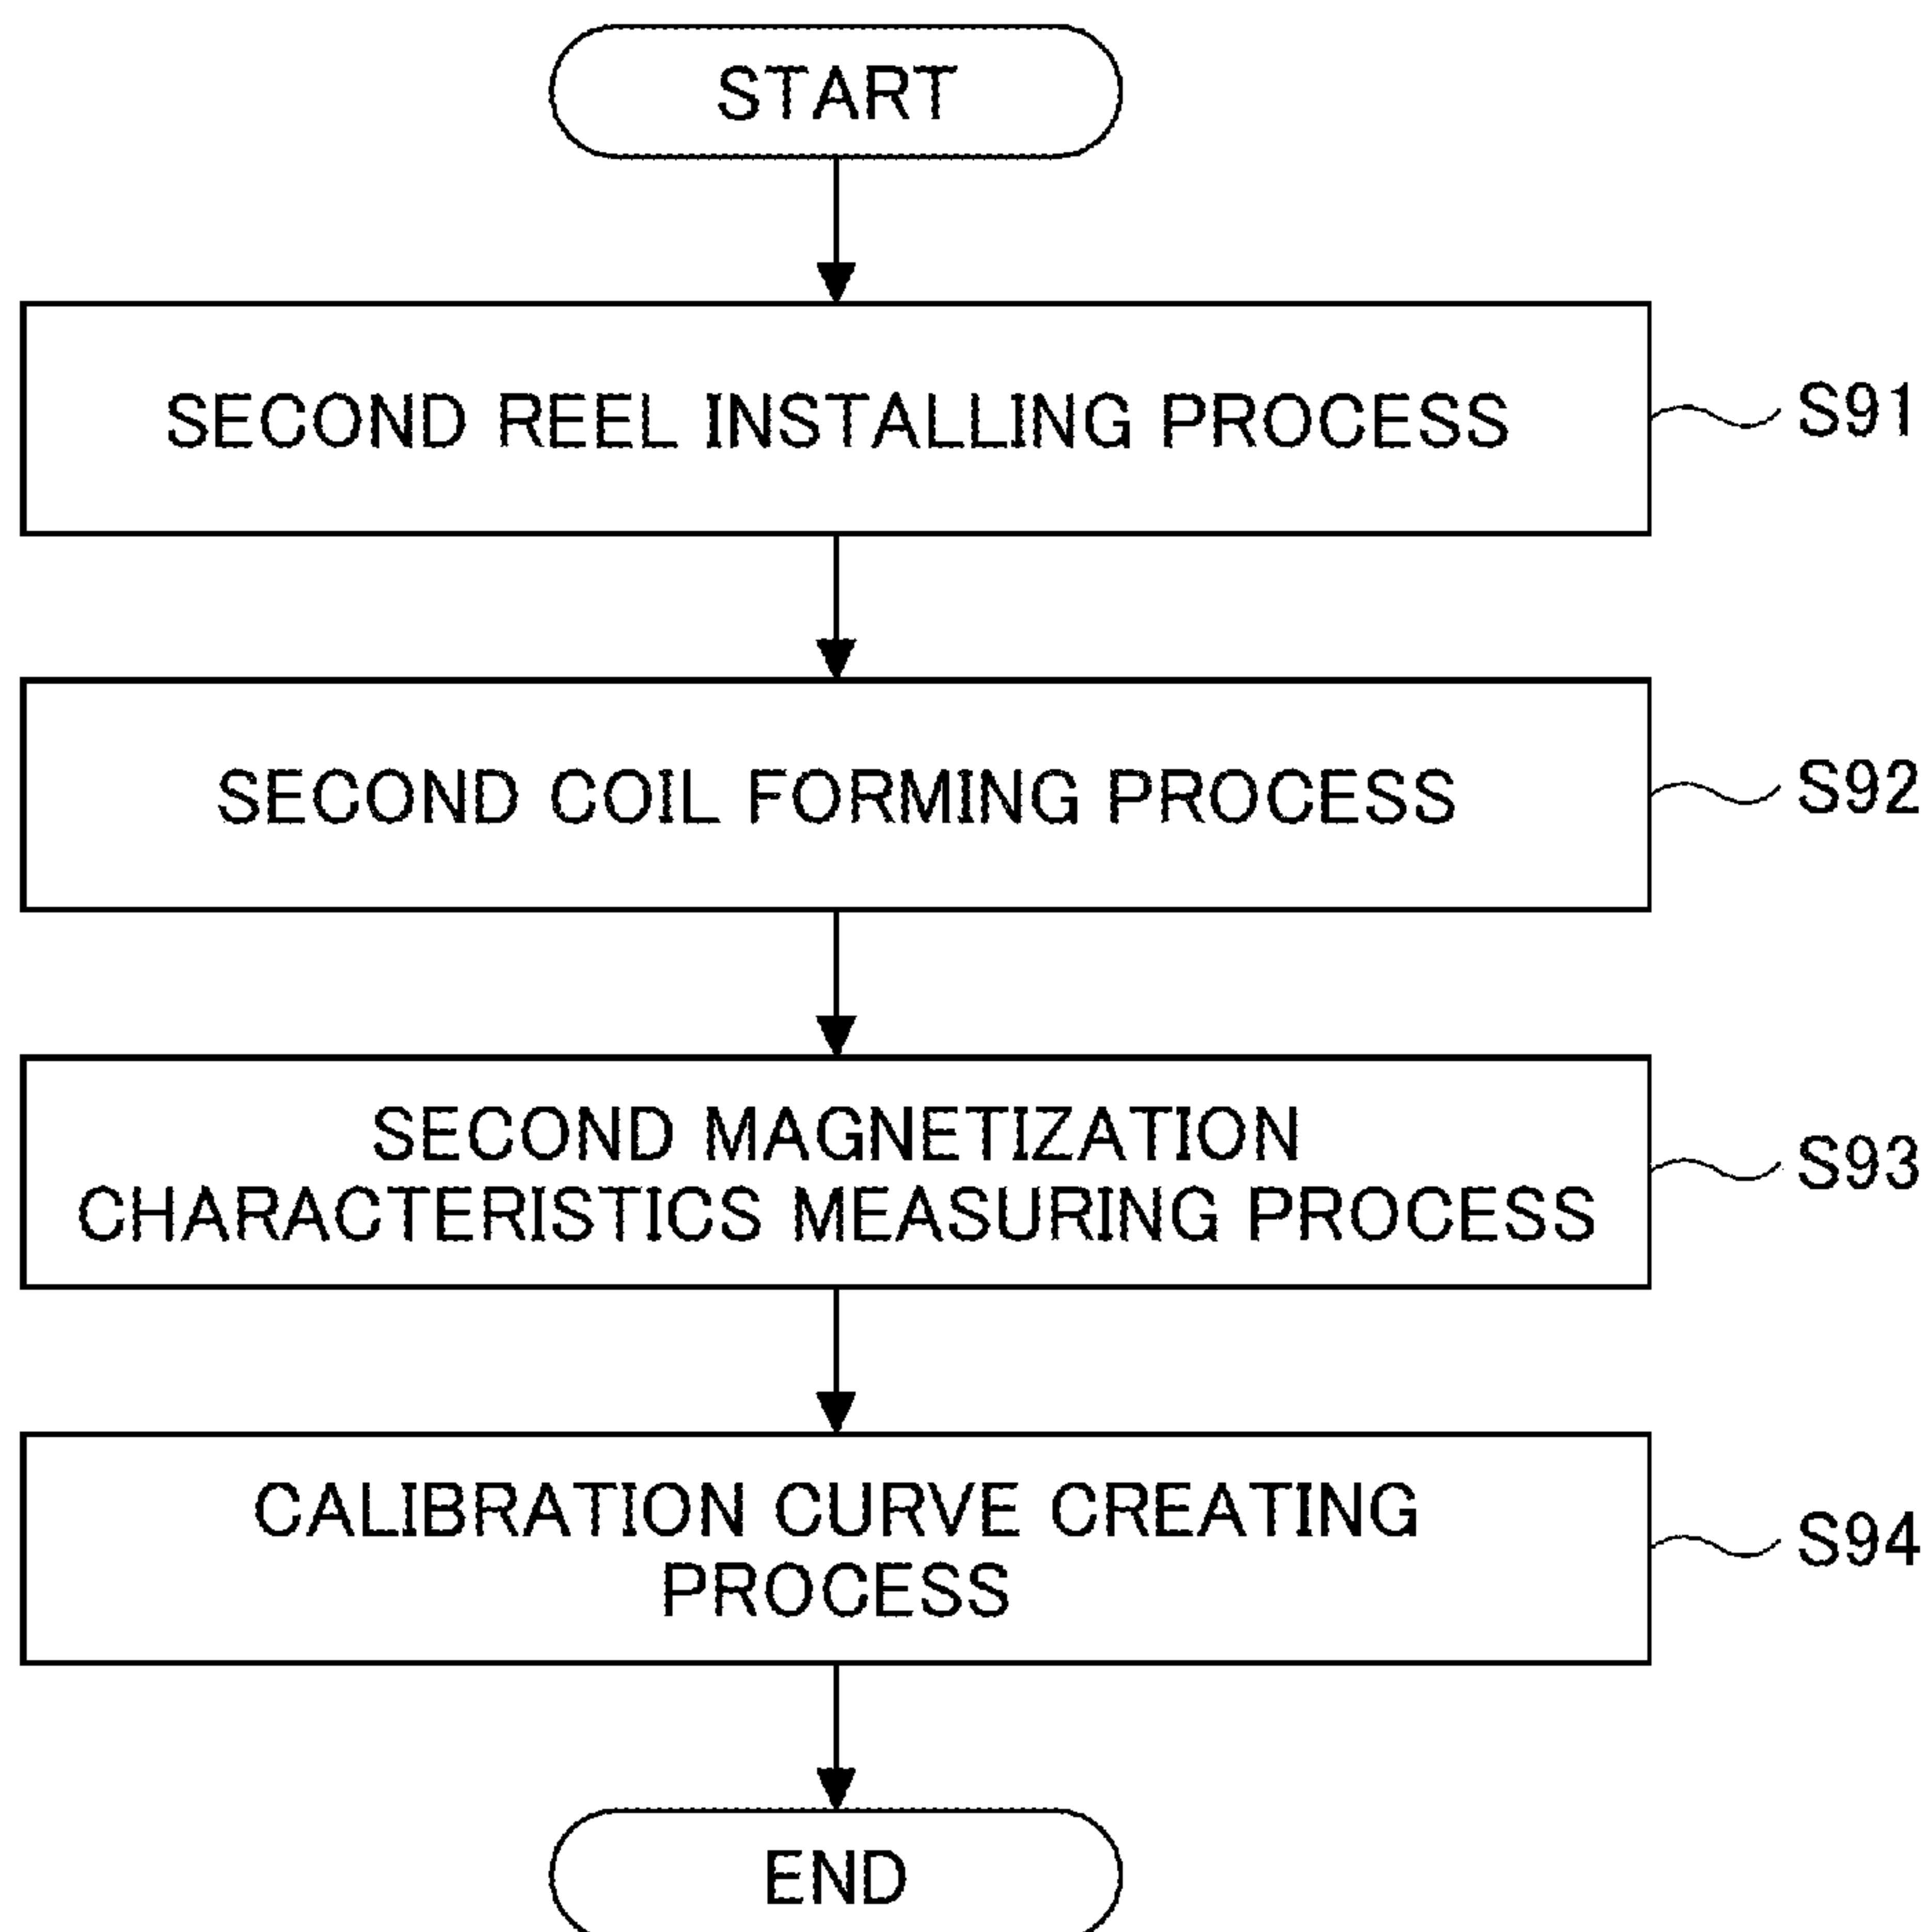 START
SECOND REEL INSTALLING PROCESS
S91
SECOND COIL FORMING PROCESS
S92
SECOND MAGNETIZATION
CHARACTERISTICS MEASURING PROCESS
S93
CALIBRATION CURVE CREATING
PROCESS
S94
END